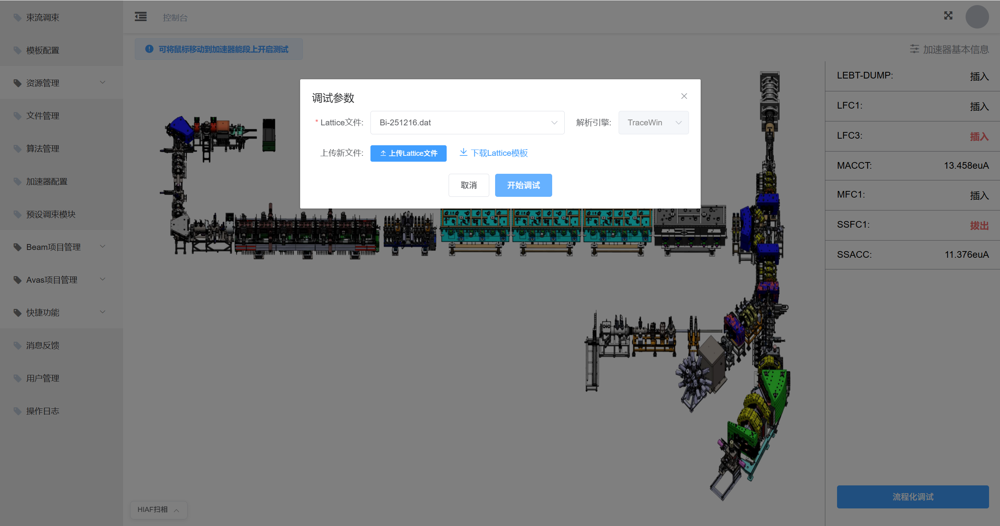 束流调束
模板配置
资源管理
文件管理
算法管理
加速器配置
预设调束模块
Beam项目管理
Avas项目管理
快捷功能
消息反馈
用户管理
操作日志
控制台
可将鼠标移动到加速器能段上开启测试
加速器基本信息
调试参数
* Lattice文件: Bi-251216.dat 解析引擎: TraceWin
上传新文件: 上传Lattice文件 下载Lattice模板
取消 开始调试
LEBT-DUMP: 插入
LFC1: 插入
LFC3: 插入
MACCT: 13.458euA
MFC1: 插入
SSFC1: 拔出
SSACC: 11.376euA
流程化调试
HIAF扫相